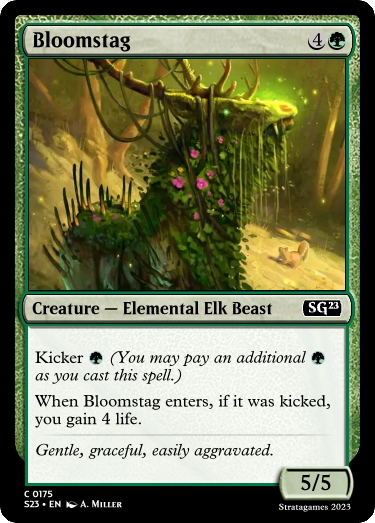 Bloomstag 4
Creature — Elemental Elk Beast SG23
Kicker (You may pay an additional
as you cast this spell.)
When Bloomstag enters, if it was kicked,
you gain 4 life.
Gentle, graceful, easily aggravated.
5/5
C 0175
S23 • EN A. Miller
Stratagames 2023